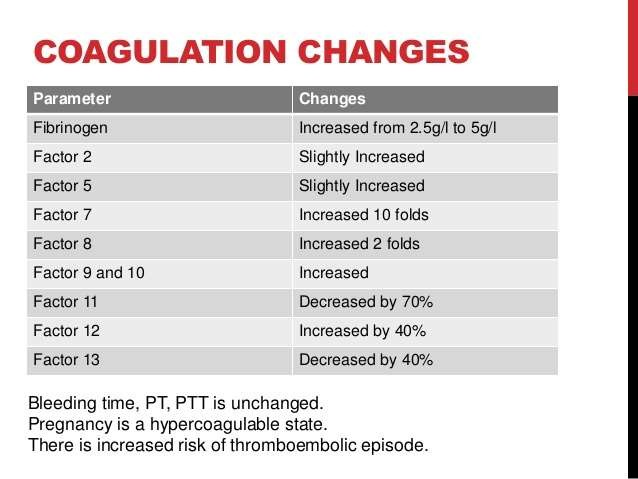 COAGULATION CHANGES
Parameter Changes
Fibrinogen Increased from 2.5g/l to 5g/l
Factor 2 Slightly Increased
Factor 5 Slightly Increased
Factor 7 Increased 10 folds
Factor 8 Increased 2 folds
Factor 9 and 10 Increased
Factor 11 Decreased by 70%
Factor 12 Increased by 40%
Factor 13 Decreased by 40%
Bleeding time, PT, PTT is unchanged.
Pregnancy is a hypercoagulable state.
There is increased risk of thromboembolic episode.